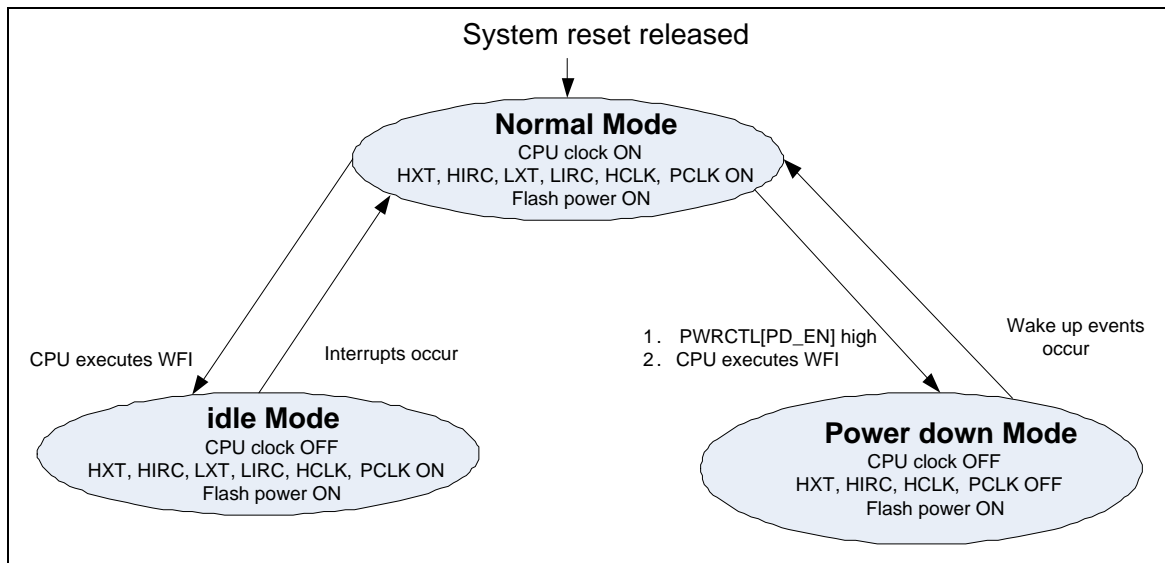 System reset released
Normal Mode
CPU clock ON
HXT, HIRC, LXT, LIRC, HCLK, PCLK ON
Flash power ON
CPU executes WFI
Interrupts occur
1. PWRCTL[PD_EN] high
2. CPU executes WFI
Wake up events
occur
idle Mode
CPU clock OFF
HXT, HIRC, LXT, LIRC, HCLK, PCLK ON
Flash power ON
Power down Mode
CPU clock OFF
HXT, HIRC, HCLK, PCLK OFF
Flash power ON